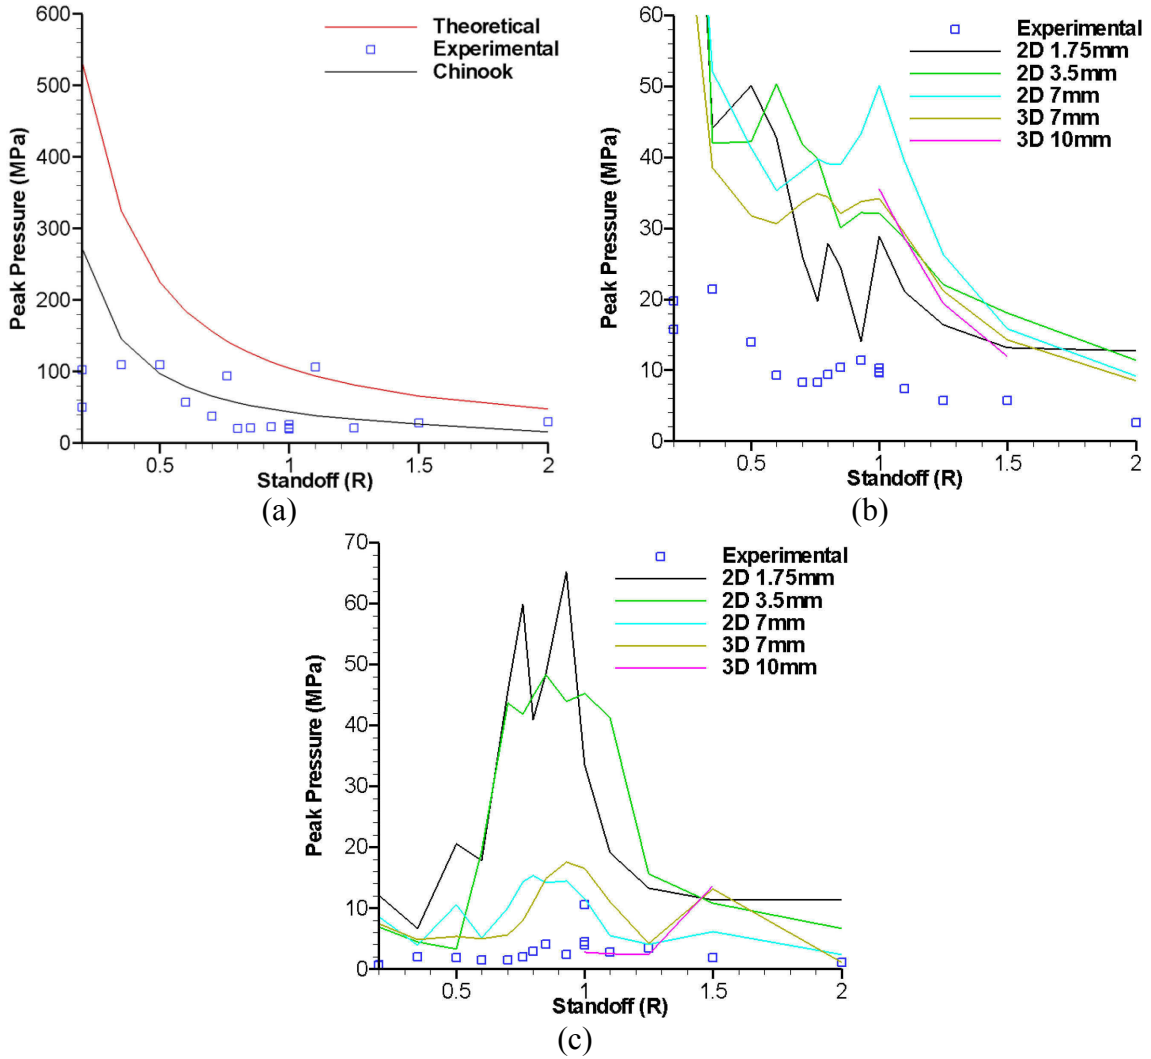 600
500
400
300
200
100
0
Peak Pressure (MPa)
Theoretical
Experimental
Chinook
0.5
1
1.5
2
Standoff (R)
(a)
60
50
40
30
20
10
0
Peak Pressure (MPa)
Experimental
2D 1.75mm
2D 3.5mm
2D 7mm
3D 7mm
3D 10mm
0.5
1
1.5
2
Standoff (R)
(b)
70
60
50
40
30
20
10
0
Peak Pressure (MPa)
Experimental
2D 1.75mm
2D 3.5mm
2D 7mm
3D 7mm
3D 10mm
0.5
1
1.5
2
Standoff (R)
(c)